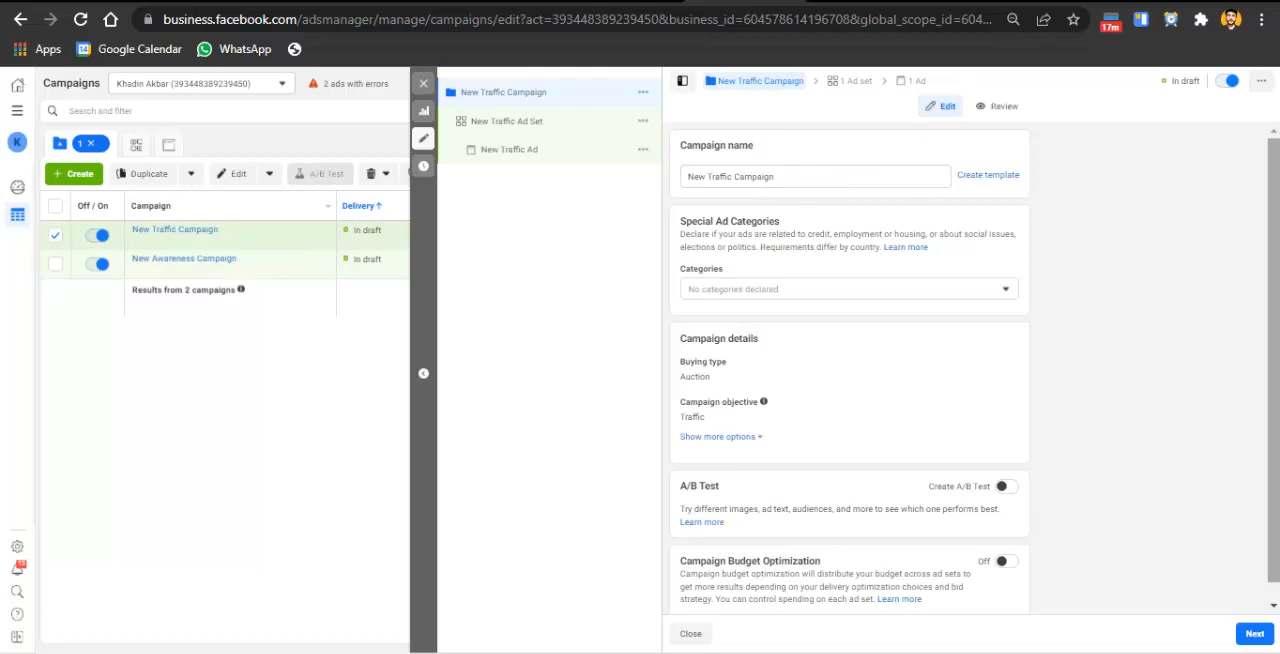 business.facebook.com/adsmanager/manage/campaigns/edit?act=393448389239450&business_id=604578614196708&global_scope_id=604...
17m
Apps Google Calendar WhatsApp
Campaigns Khadin Akbar (393448389239450) 2 ads with errors
Search and filter
K
1 ×
+ Create Duplicate Edit A/B Test
Off / On Campaign Delivery ↑
New Traffic Campaign In draft
New Awareness Campaign In draft
Results from 2 campaigns
New Traffic Campaign
New Traffic Ad Set
New Traffic Ad
New Traffic Campaign > 1 Ad set > 1 Ad In draft
Edit Review
Campaign name
New Traffic Campaign Create template
Special Ad Categories
Declare if your ads are related to credit, employment or housing, or about social issues,
elections or politics. Requirements differ by country. Learn more
Categories
No categories declared
Campaign details
Buying type
Auction
Campaign objective
Traffic
Show more options
A/B Test Create A/B Test
Try different images, ad text, audiences, and more to see which one performs best.
Learn more
Campaign Budget Optimization Off
Campaign budget optimization will distribute your budget across ad sets to
get more results depending on your delivery optimization choices and bid
strategy. You can control spending on each ad set. Learn more
Close Next